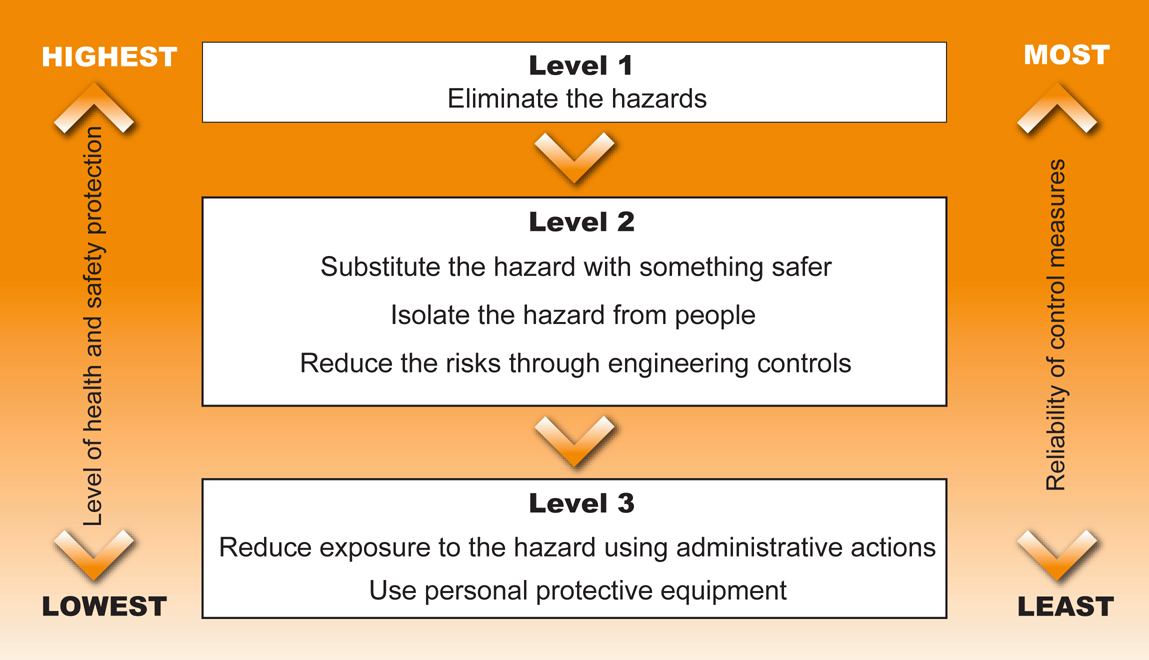 HIGHEST
Level of health and safety protection
LOWEST
Level 1
Eliminate the hazards
Level 2
Substitute the hazard with something safer
Isolate the hazard from people
Reduce the risks through engineering controls
Level 3
Reduce exposure to the hazard using administrative actions
Use personal protective equipment
MOST
Reliability of control measures
LEAST